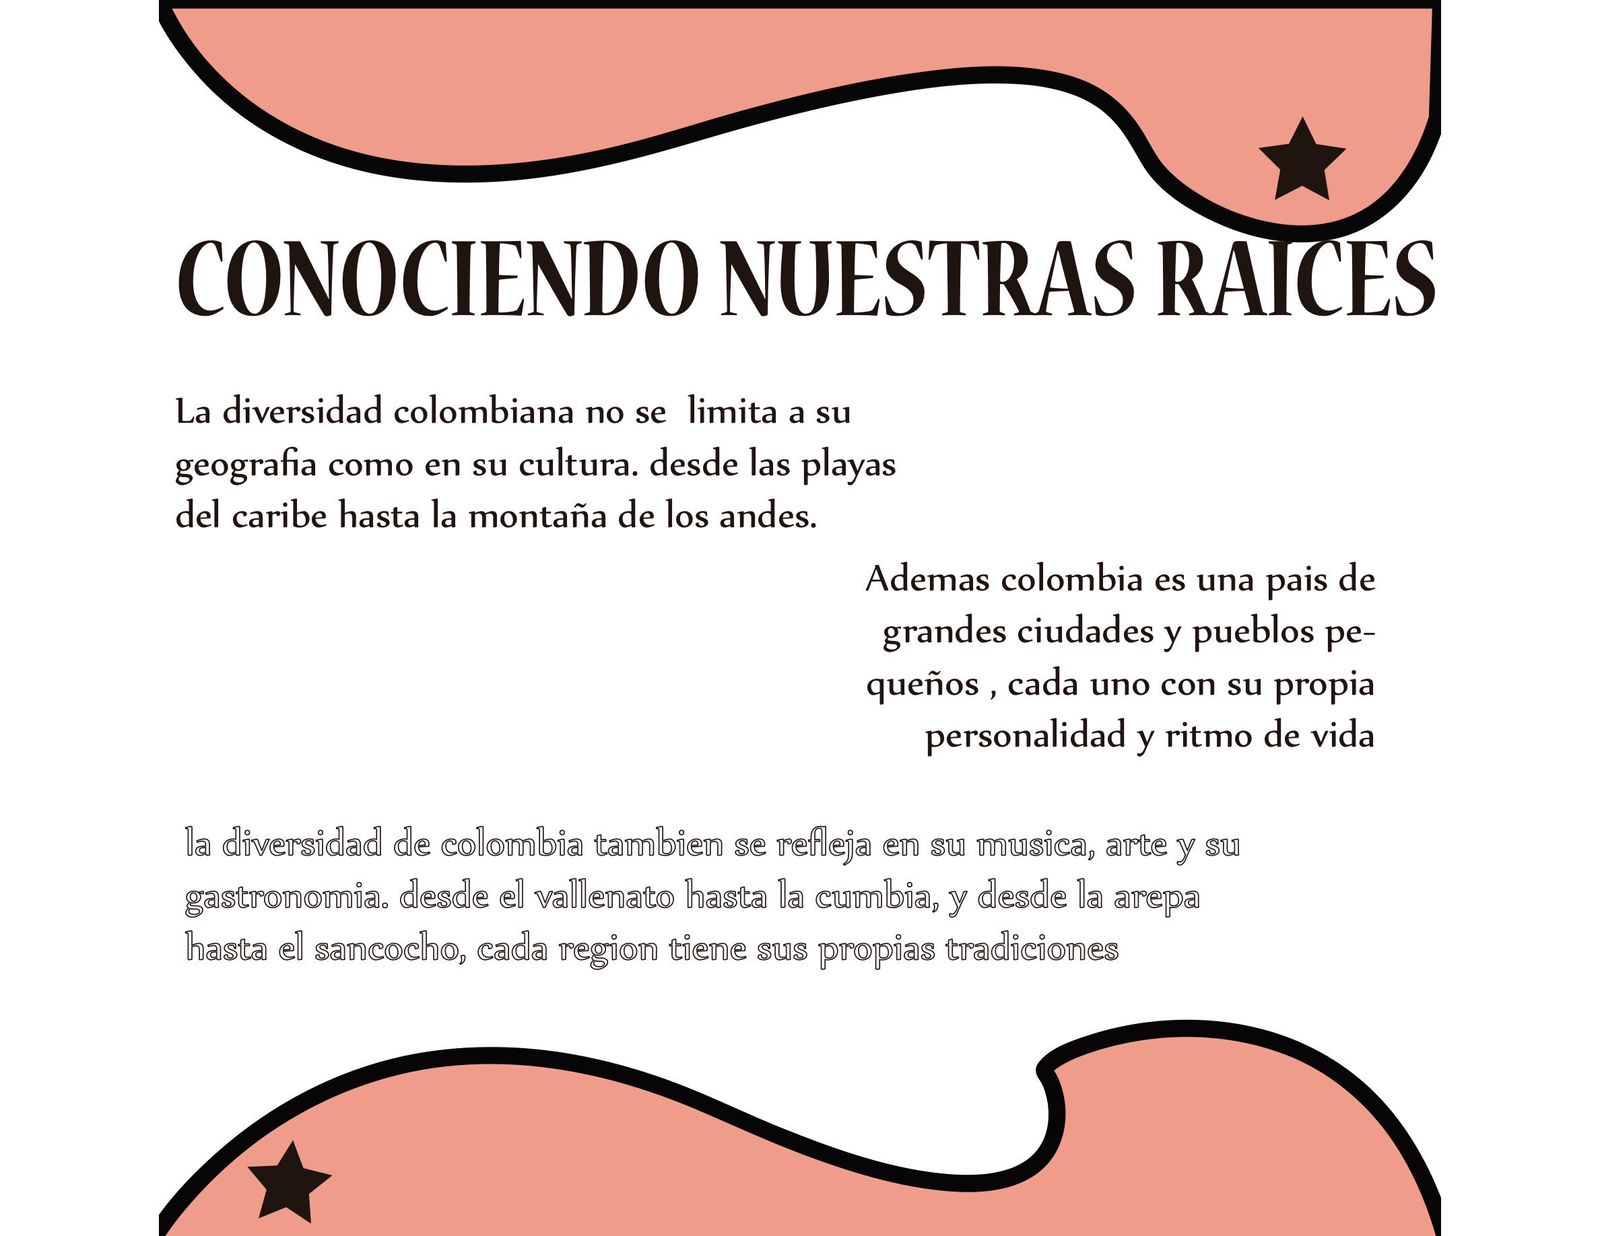 CONOCIENDO NUESTRAS RAICES
La diversidad colombiana no se  limita a su
geografia como en su cultura. desde las playas
del caribe hasta la montaña de los andes.
Ademas colombia es una pais de
grandes ciudades y pueblos pe-
queños , cada uno con su propia
personalidad y ritmo de vida
la diversidad de colombia tambien se refleja en su musica, arte y su
gastronomia. desde el vallenato hasta la cumbia, y desde la arepa
hasta el sancocho, cada region tiene sus propias tradiciones